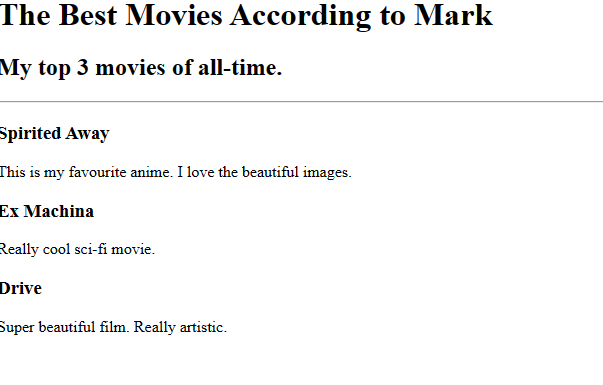 The Best Movies According to Mark
My top 3 movies of all-time.
Spirited Away
This is my favourite anime. I love the beautiful images.
Ex Machina
Really cool sci-fi movie.
Drive
Super beautiful film. Really artistic.